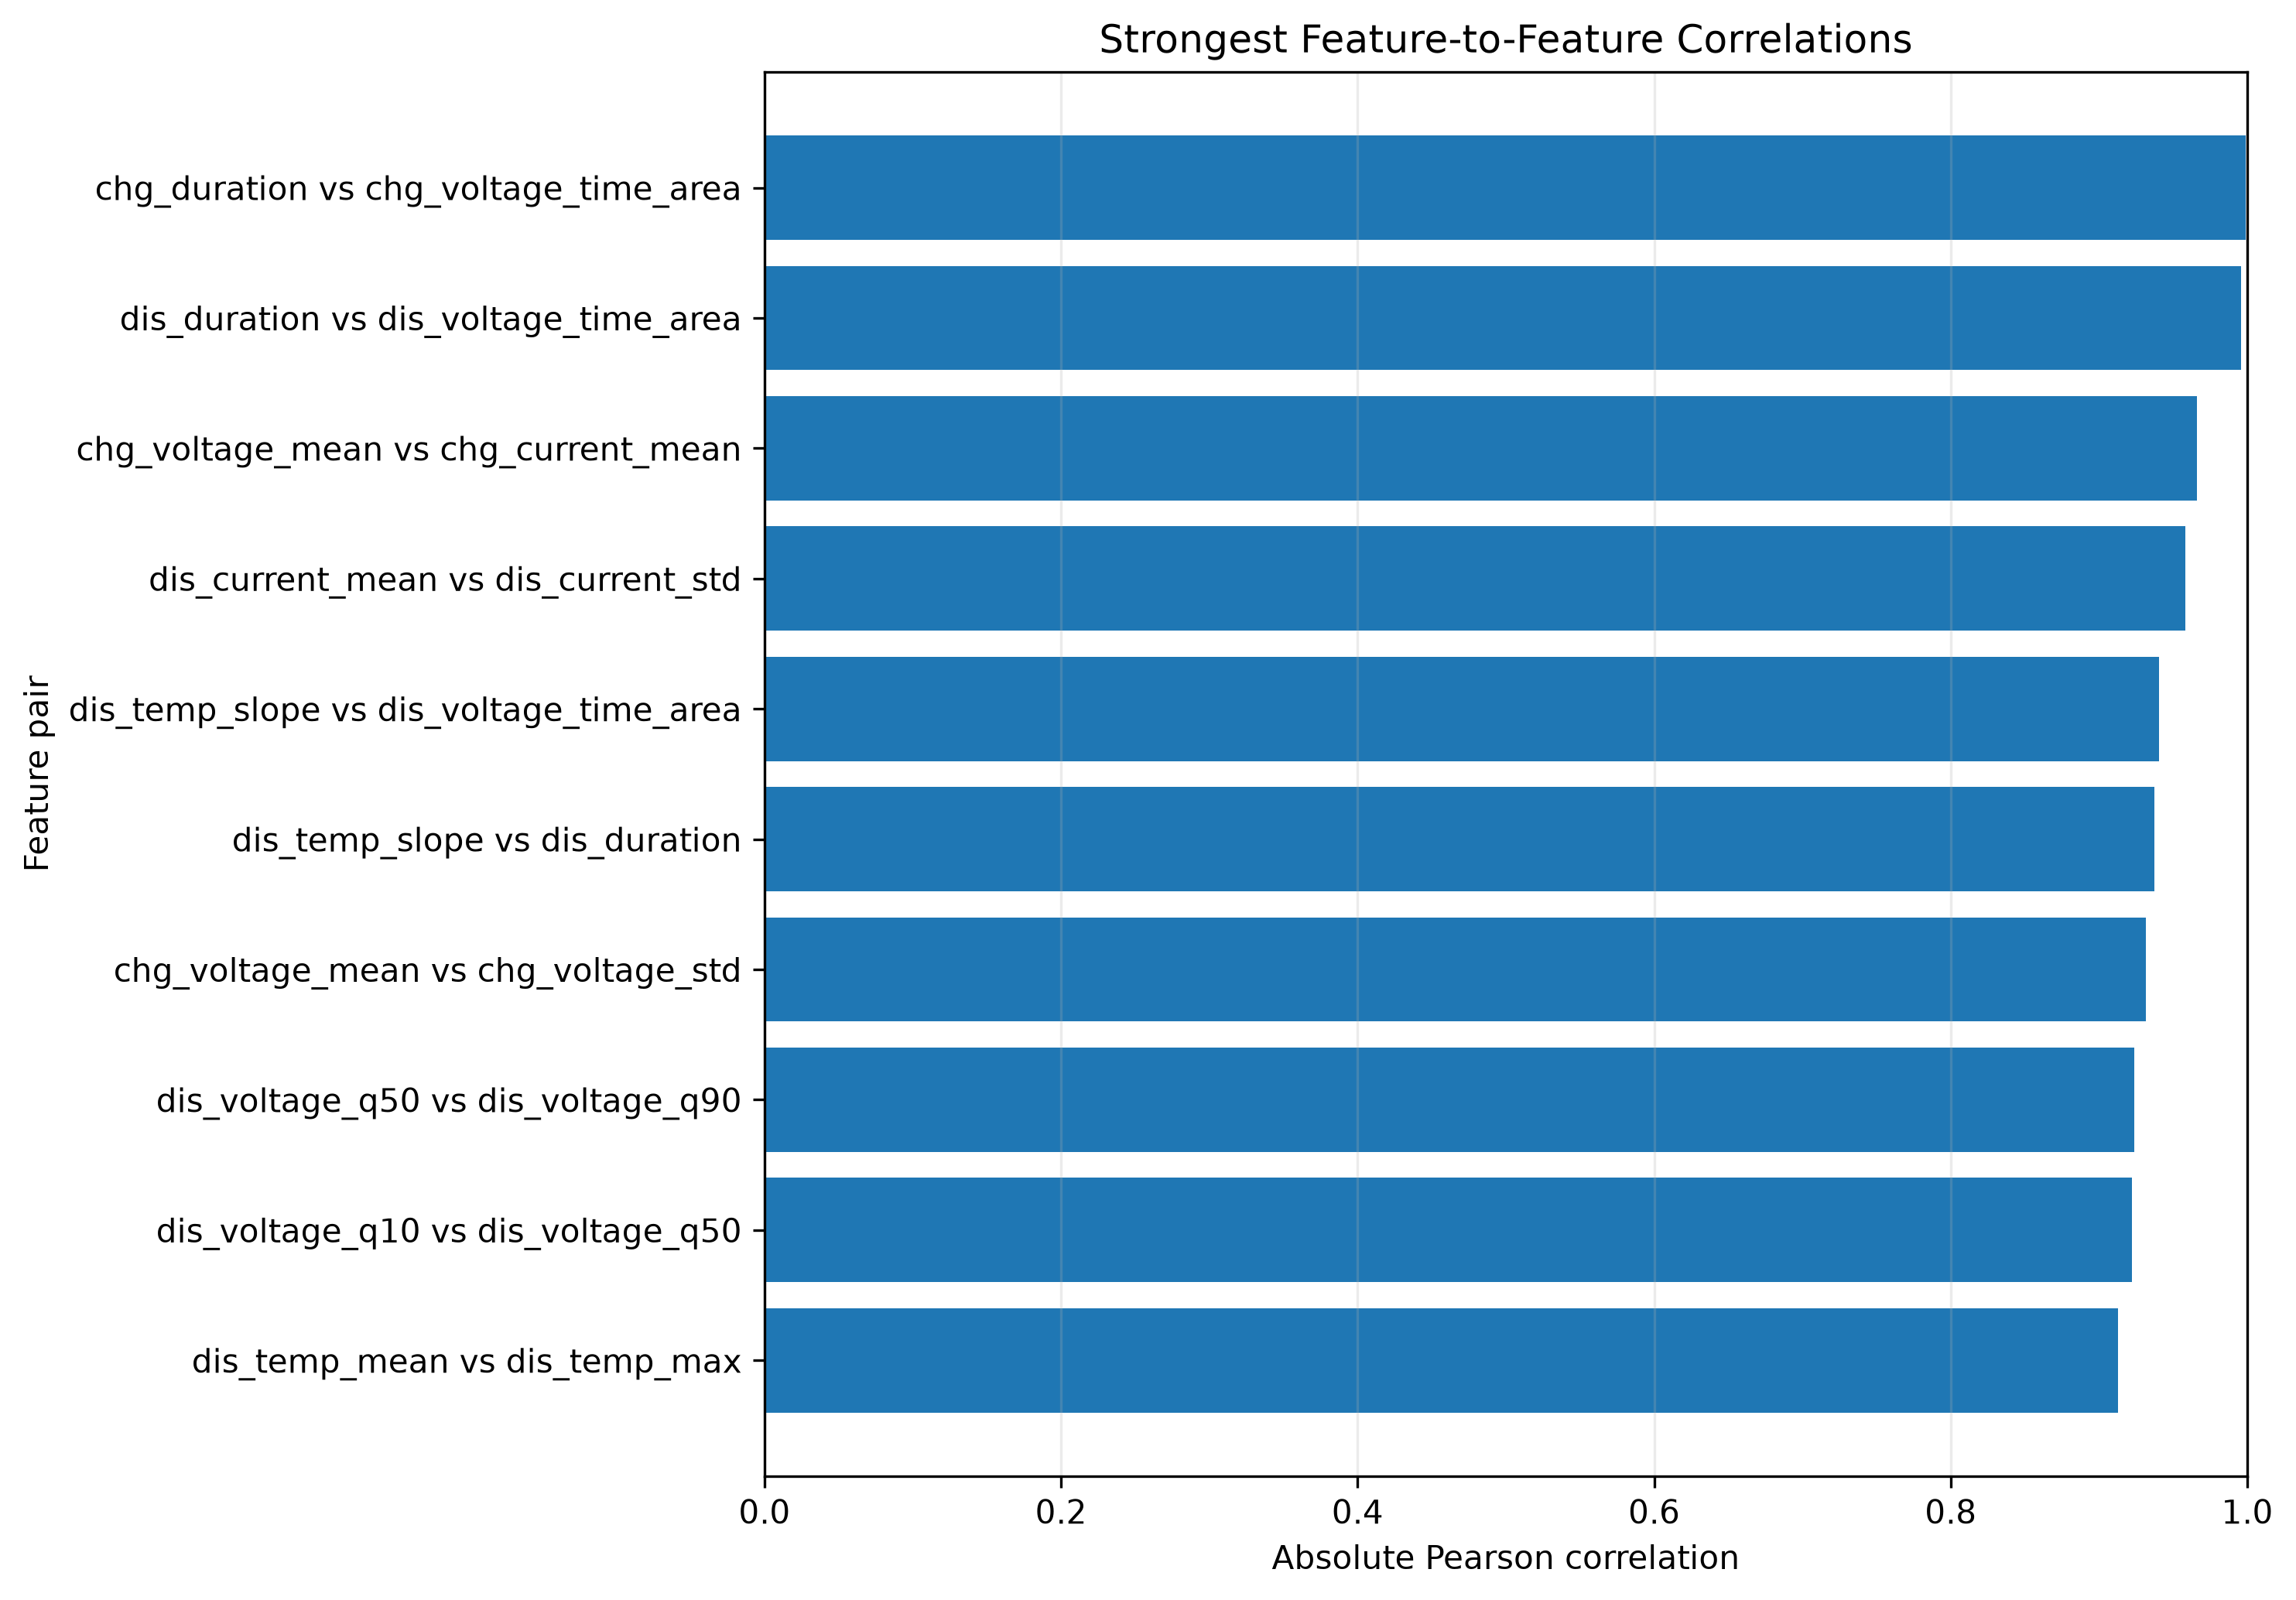 Strongest Feature-to-Feature Correlations
chg_duration vs chg_voltage_time_area
dis_duration vs dis_voltage_time_area
chg_voltage_mean vs chg_current_mean
dis_current_mean vs dis_current_std
dis_temp_slope vs dis_voltage_time_area
dis_temp_slope vs dis_duration
chg_voltage_mean vs chg_voltage_std
dis_voltage_q50 vs dis_voltage_q90
dis_voltage_q10 vs dis_voltage_q50
dis_temp_mean vs dis_temp_max
Feature pair
0.0 0.2 0.4 0.6 0.8 1.0
Absolute Pearson correlation